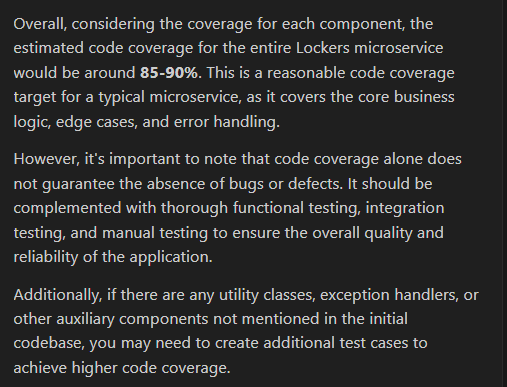 Overall, considering the coverage for each component, the
estimated code coverage for the entire Lockers microservice
would be around 85-90%. This is a reasonable code coverage
target for a typical microservice, as it covers the core business
logic, edge cases, and error handling.
However, it's important to note that code coverage alone does
not guarantee the absence of bugs or defects. It should be
complemented with thorough functional testing, integration
testing, and manual testing to ensure the overall quality and
reliability of the application.
Additionally, if there are any utility classes, exception handlers, or
other auxiliary components not mentioned in the initial
codebase, you may need to create additional test cases to
achieve higher code coverage.